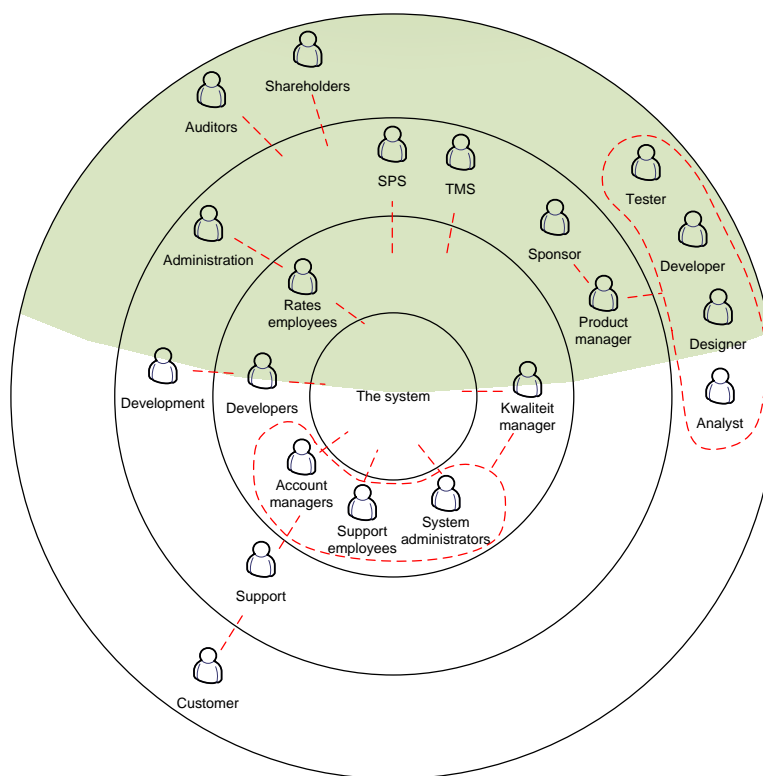 Shareholders
Auditors
SPS
TMS
Tester
Administration
Sponsor
Developer
Rates
employees
Product
manager
Designer
Development
Developers
The system
Kwaliteit
manager
Analyst
Account
managers
Support
employees
System
administrators
Support
Customer